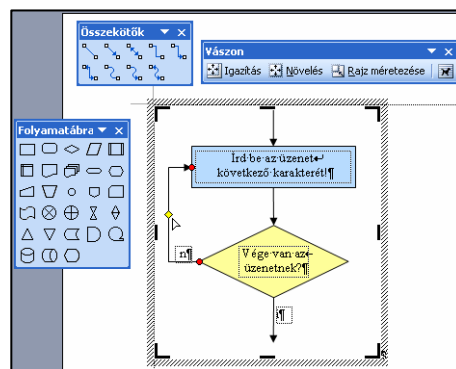 Összekötők
Vászon
Igazítás Növelés Rajz méretezése
Folyamatábra
Írd·be·az·üzenet↵
következő·karakterét!¶
Vége·van·az↵
üzenetnek?¶
n¶
i¶